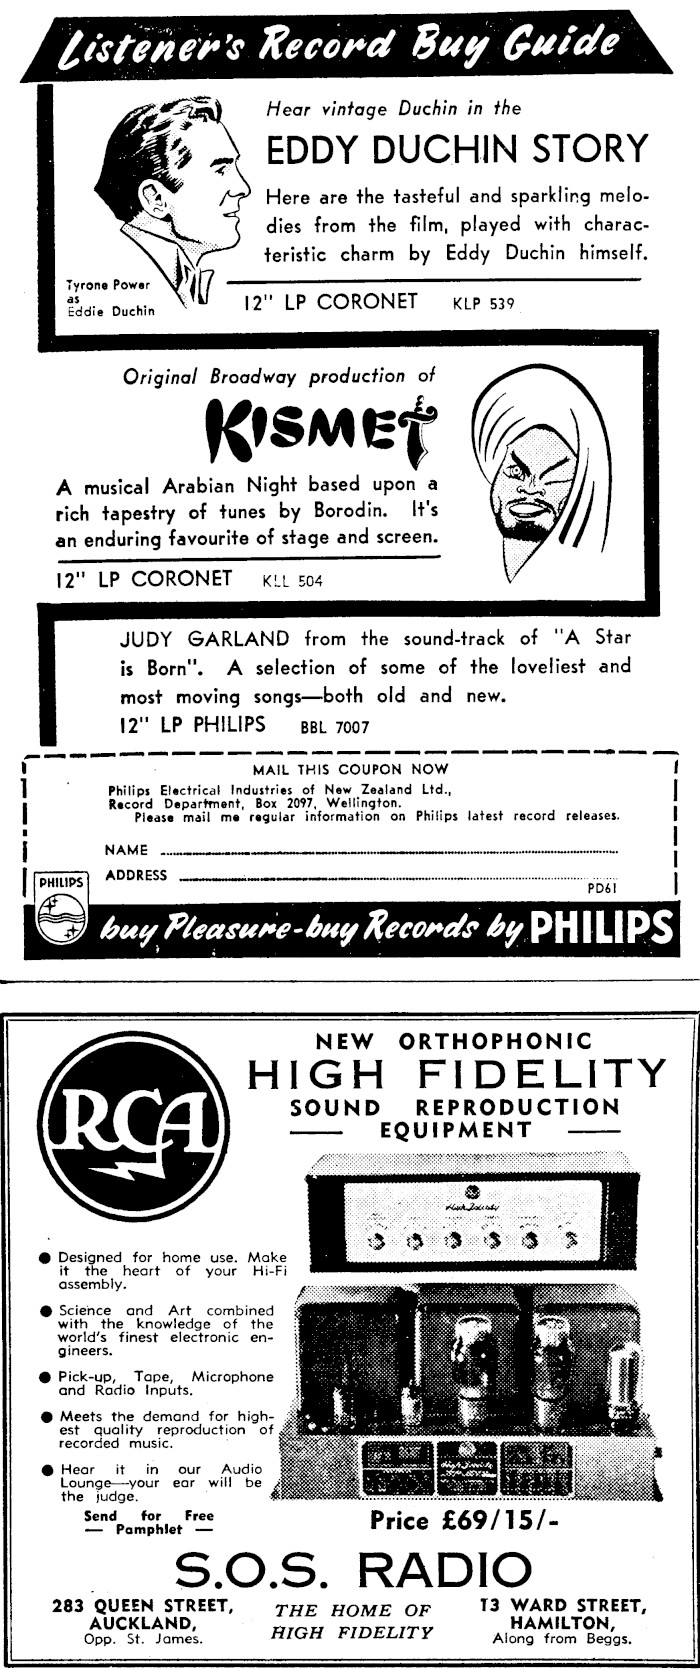 Listener's Record Buy Guide
Hear vintage Duchin in the
EDDY DUCHIN STORY
Here are the tasteful and sparkling melo-
dies from the film, played with charac-
teristic charm by Eddy Duchin himself.
Tyrone Power
as
Eddie Duchin
12" LP CORONET KLP 539
Original Broadway production of
KISMET
A musical Arabian Night based upon a
rich tapestry of tunes by Borodin. It's
an enduring favourite of stage and screen.
12" LP CORONET KLL 504
JUDY GARLAND from the sound-track of "A Star
is Born". A selection of some of the loveliest and
most moving songs—both old and new.
12" LP PHILIPS BBL 7007
MAIL THIS COUPON NOW
Philips Electrical Industries of New Zealand Ltd.,
Record Department, Box 2097, Wellington.
Please mail me regular information on Philips latest record releases.
NAME
ADDRESS
PD61
PHILIPS
buy Pleasure-buy Records by PHILIPS
RCA
NEW ORTHOPHONIC
HIGH FIDELITY
SOUND REPRODUCTION
EQUIPMENT
High Fidelity
● Designed for home use. Make
it the heart of your Hi-Fi
assembly.
● Science and Art combined
with the knowledge of the
world's finest electronic en-
gineers.
● Pick-up, Tape, Microphone
and Radio Inputs.
● Meets the demand for high-
est quality reproduction of
recorded music.
● Hear it in our Audio
Lounge—your ear will be
the judge.
Send for Free
— Pamphlet —
High Fidelity
Price £69/15/-
S.O.S. RADIO
283 QUEEN STREET,
AUCKLAND,
Opp. St. James.
THE HOME OF
HIGH FIDELITY
13 WARD STREET,
HAMILTON,
Along from Beggs.